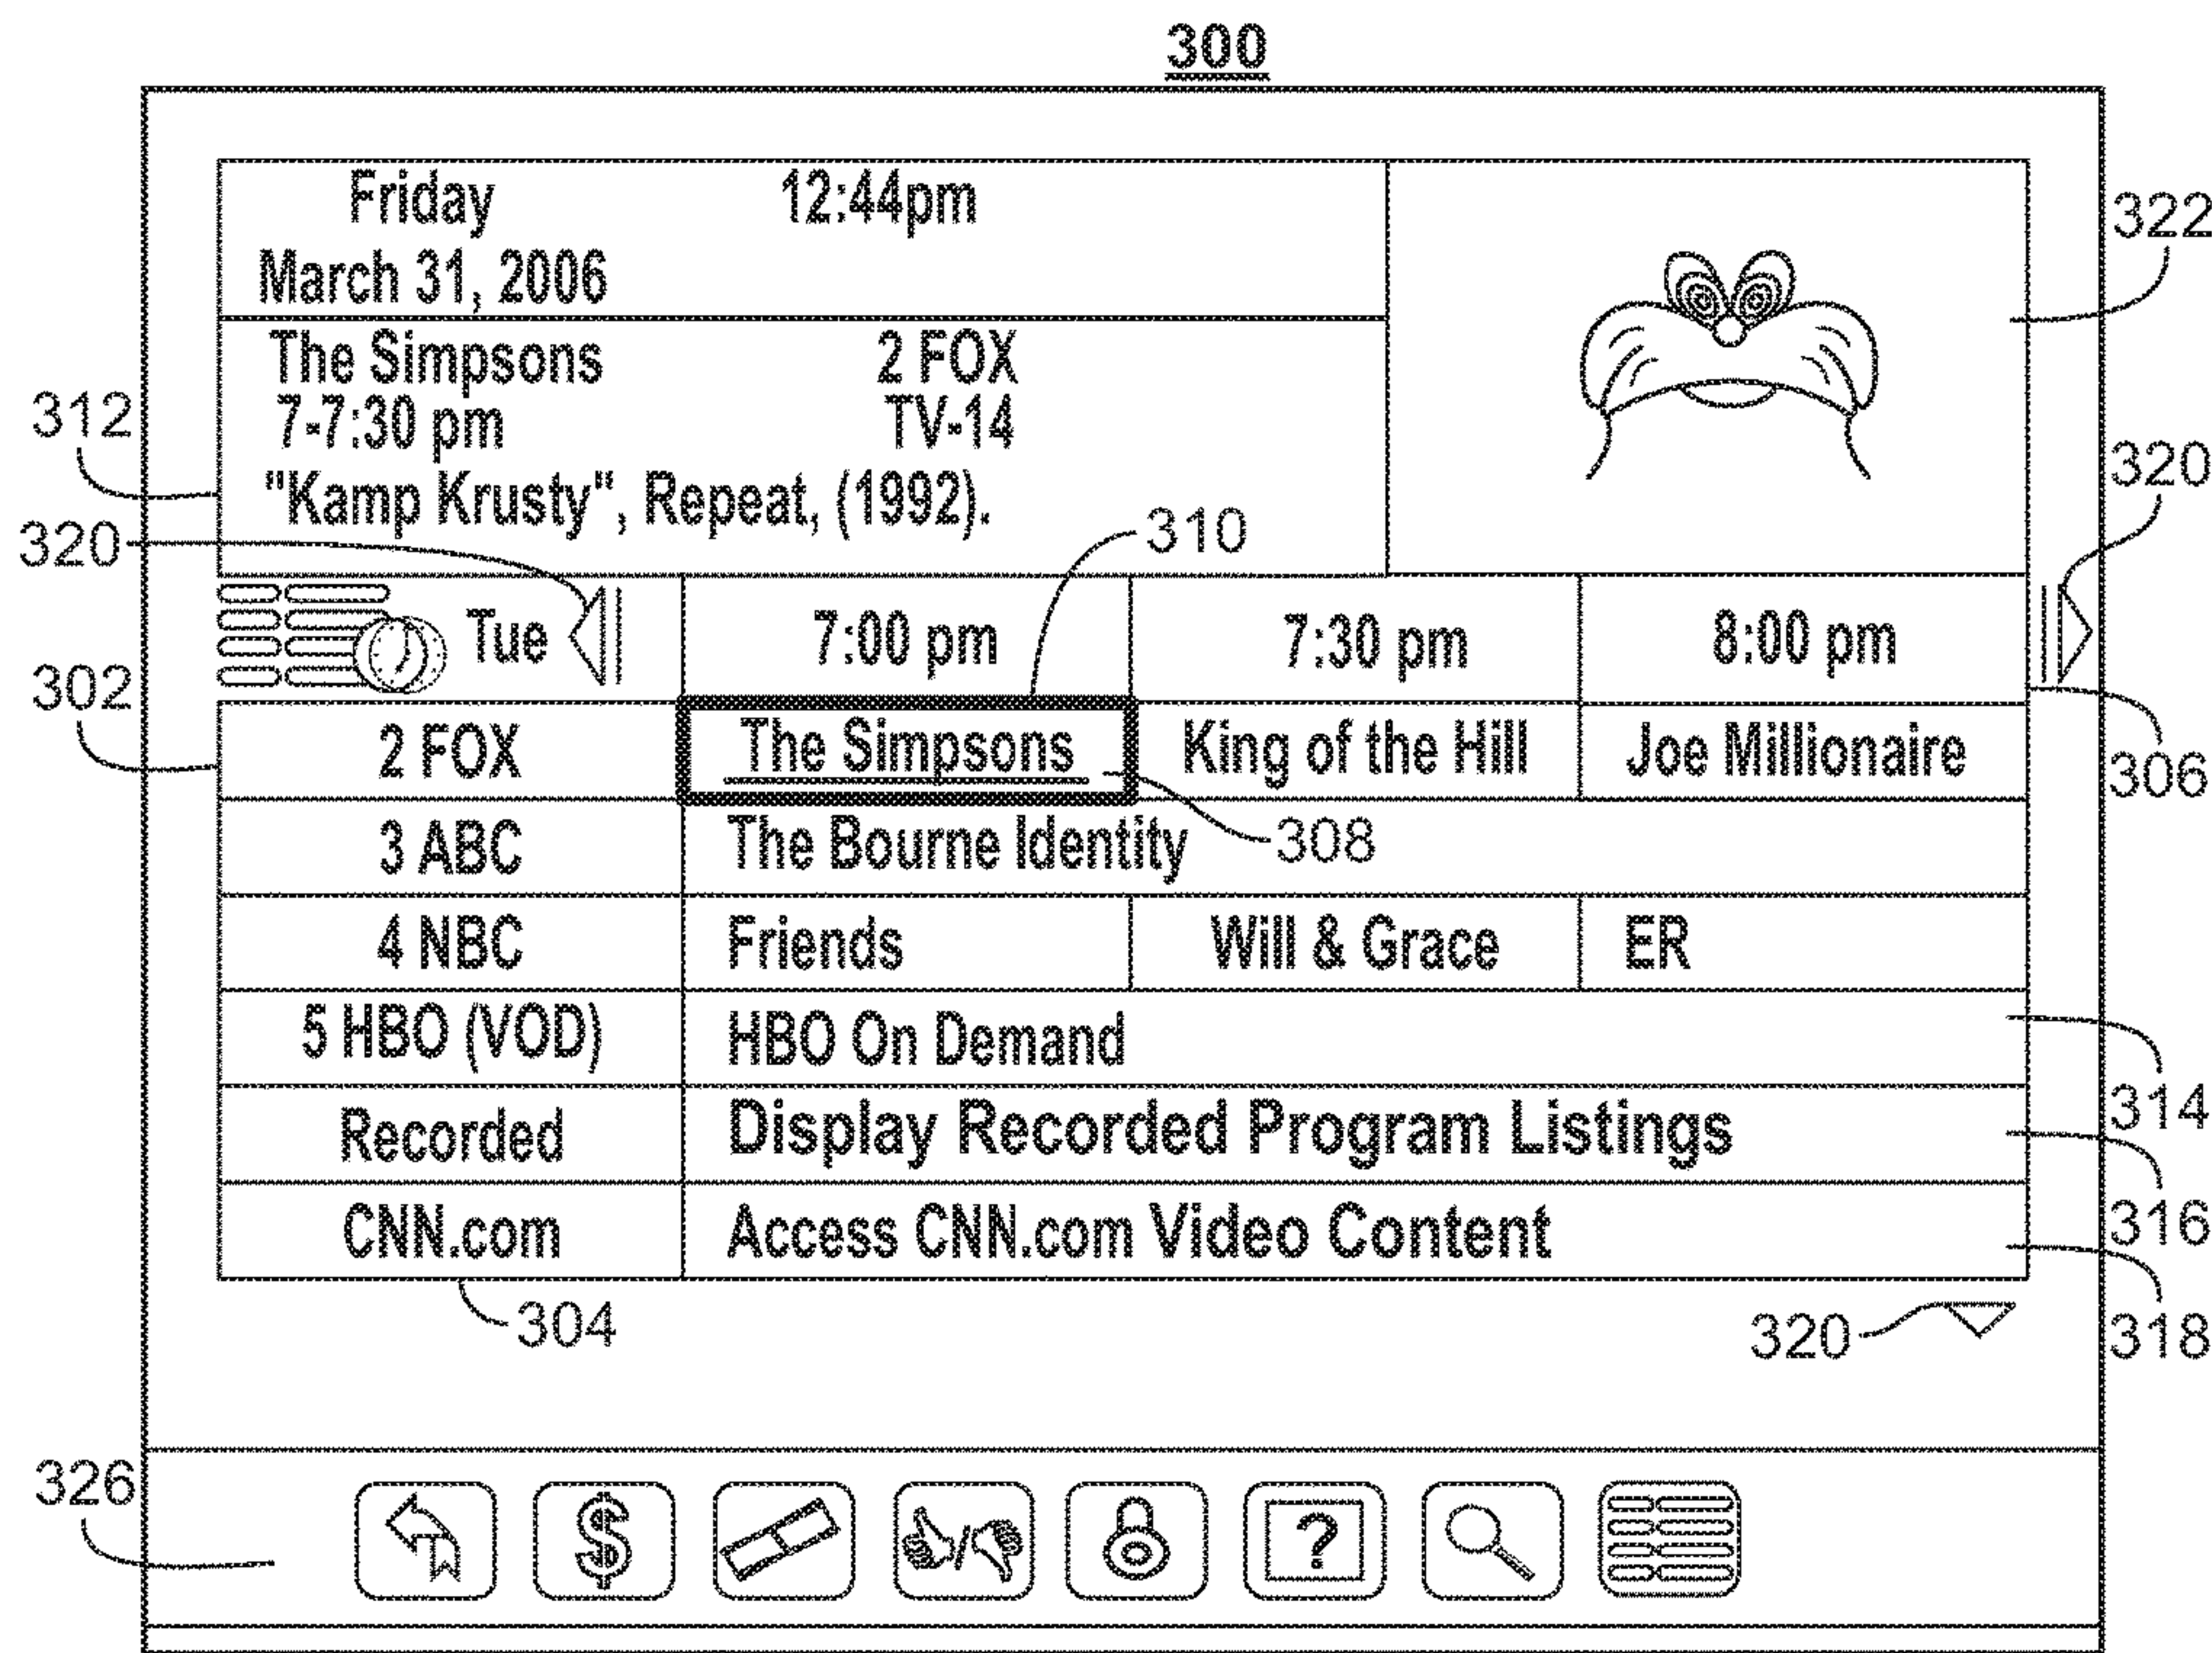 300
Friday 12:44pm
March 31, 2006
322
The Simpsons 2 FOX
312
7-7:30 pm TV-14
320
"Kamp Krusty", Repeat, (1992).
320
310
Tue 7:00 pm 7:30 pm 8:00 pm
302
2 FOX The Simpsons King of the Hill Joe Millionaire
306
3 ABC The Bourne Identity 308
4 NBC Friends Will & Grace ER
5 HBO (VOD) HBO On Demand
314
Recorded Display Recorded Program Listings
316
CNN.com Access CNN.com Video Content
304
320
318
326
$ / ?